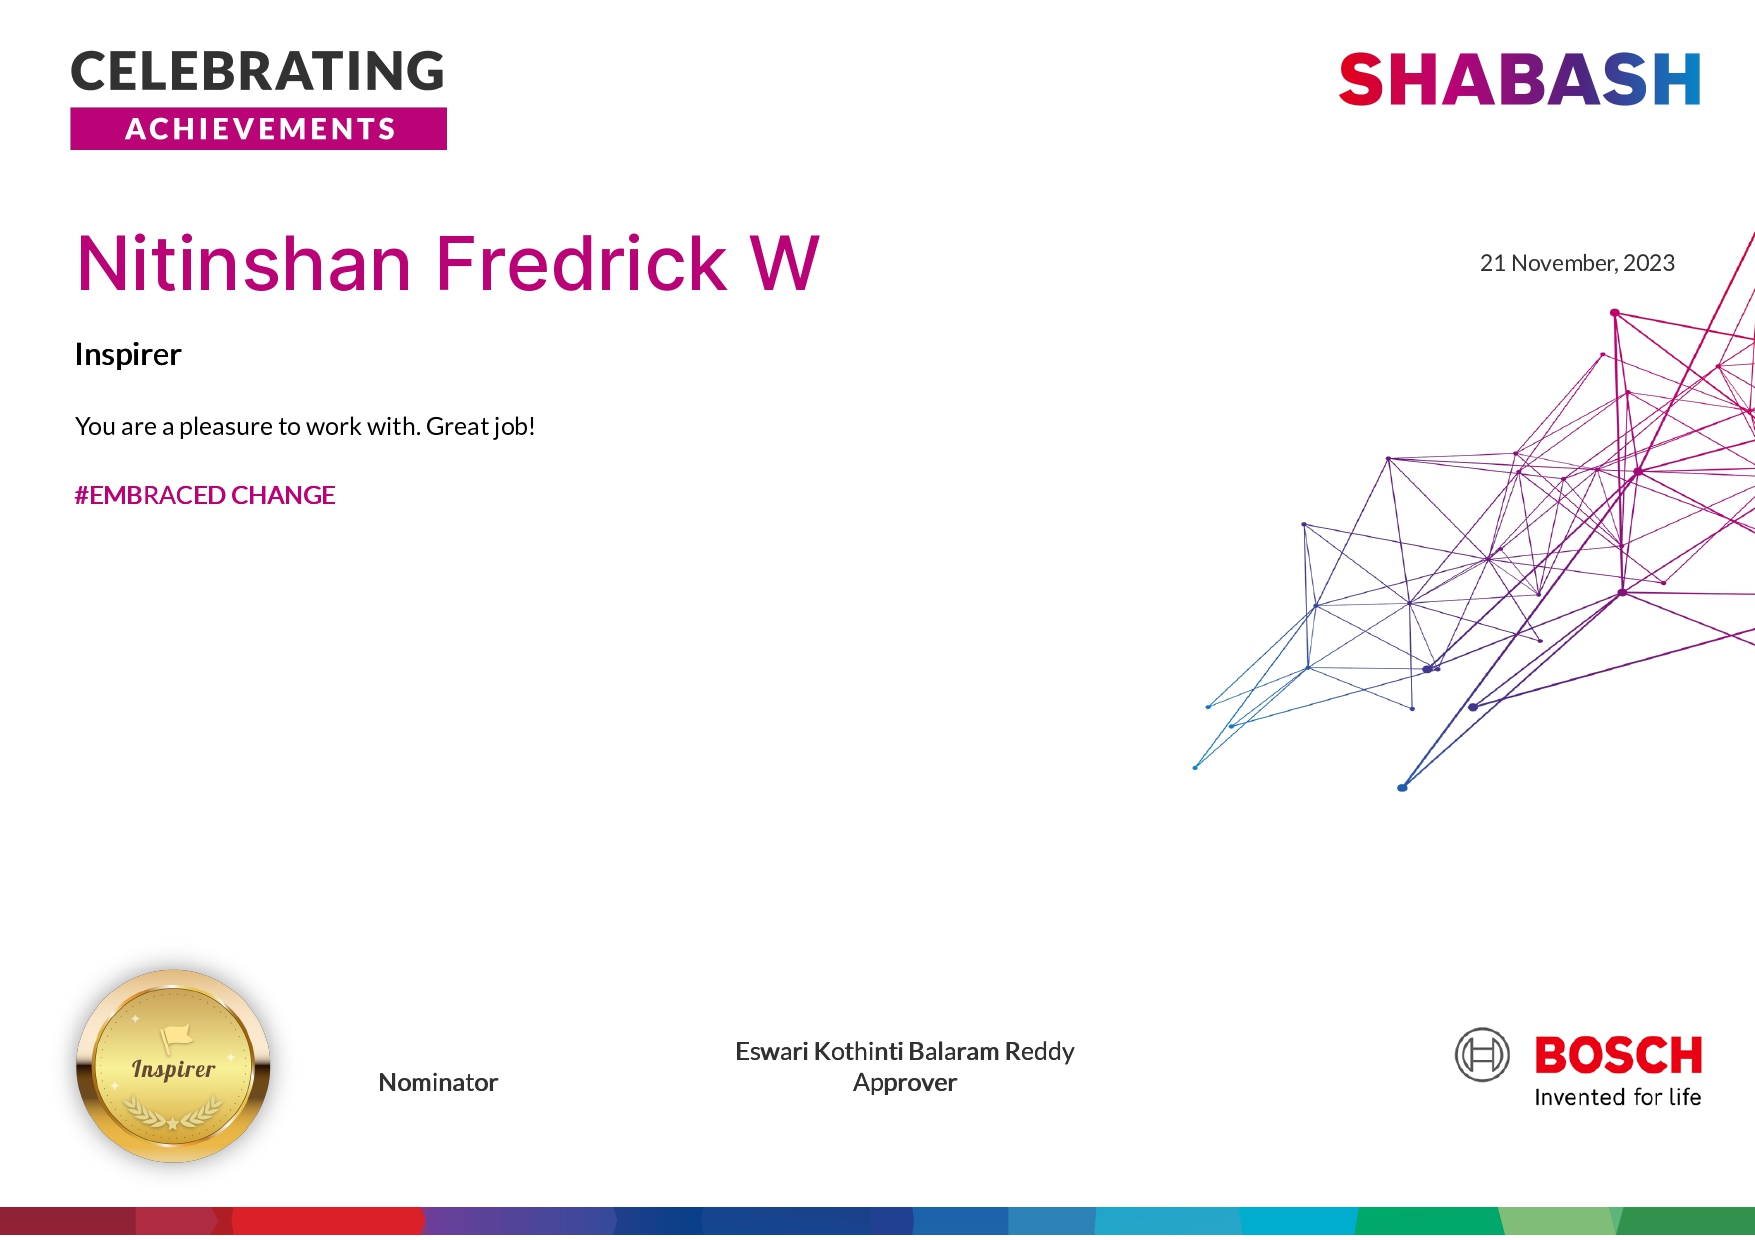 CELEBRATING
ACHIEVEMENTS
SHABASH
Nitinshan Fredrick W
21 November, 2023
Inspirer
You are a pleasure to work with. Great job!
#EMBRACED CHANGE
Inspirer
Nominator
Eswari Kothinti Balaram Reddy
Approver
BOSCH
Invented for life